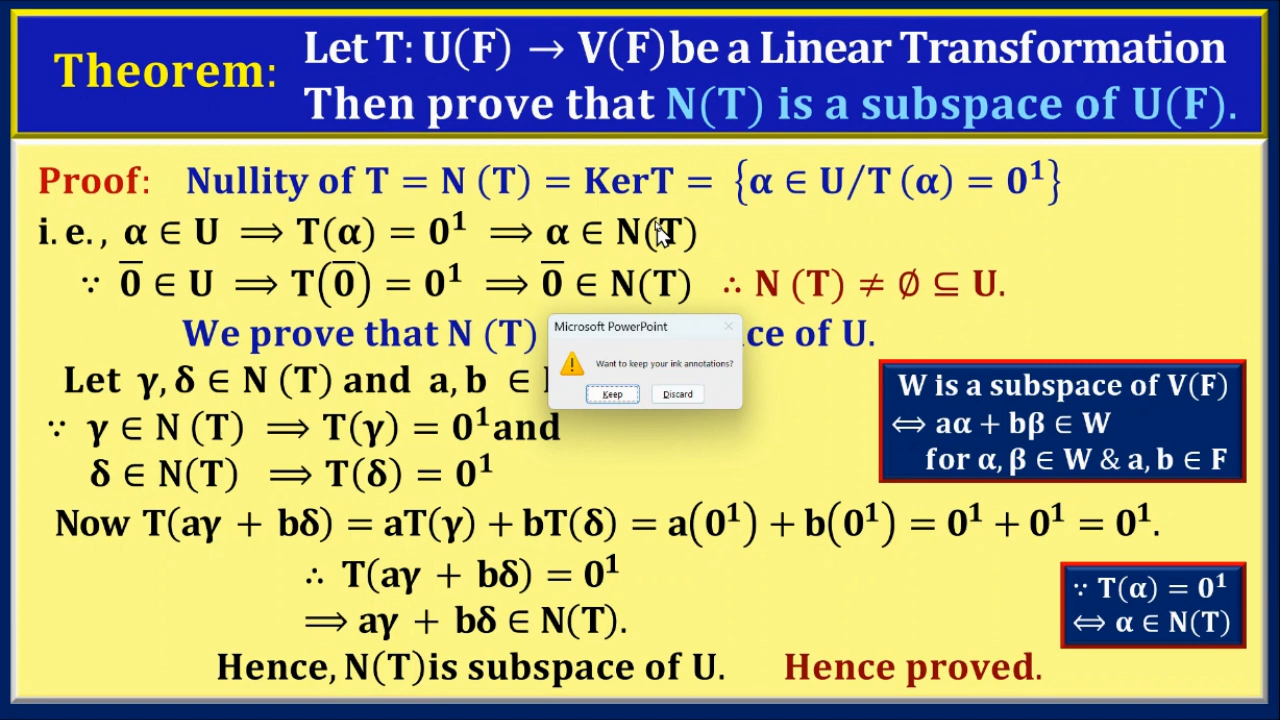 Theorem: Let T: U(F) → V(F)be a Linear Transformation
Then prove that N(T) is a subspace of U(F).
Proof: Nullity of T = N (T) = KerT = {α ∈ U/T (α) = 0¹}
i.e., α ∈ U ⟹ T(α) = 0¹ ⟹ α ∈ N(T)
∵ 0̅ ∈ U ⟹ T(0̅) = 0¹ ⟹ 0̅ ∈ N(T) ∴ N (T) ≠ ∅ ⊆ U.
We prove that N (T) ce of U.
Microsoft PowerPoint
Want to keep your ink annotations?
Keep Discard
Let γ, δ ∈ N (T) and a, b ∈
∵ γ ∈ N (T) ⟹ T(γ) = 0¹and
δ ∈ N(T) ⟹ T(δ) = 0¹
W is a subspace of V(F)
⟺ aα + bβ ∈ W
for α, β ∈ W & a, b ∈ F
Now T(aγ + bδ) = aT(γ) + bT(δ) = a(0¹) + b(0¹) = 0¹ + 0¹ = 0¹.
∴ T(aγ + bδ) = 0¹
⟹ aγ + bδ ∈ N(T).
∵ T(α) = 0¹
⟺ α ∈ N(T)
Hence, N(T)is subspace of U. Hence proved.